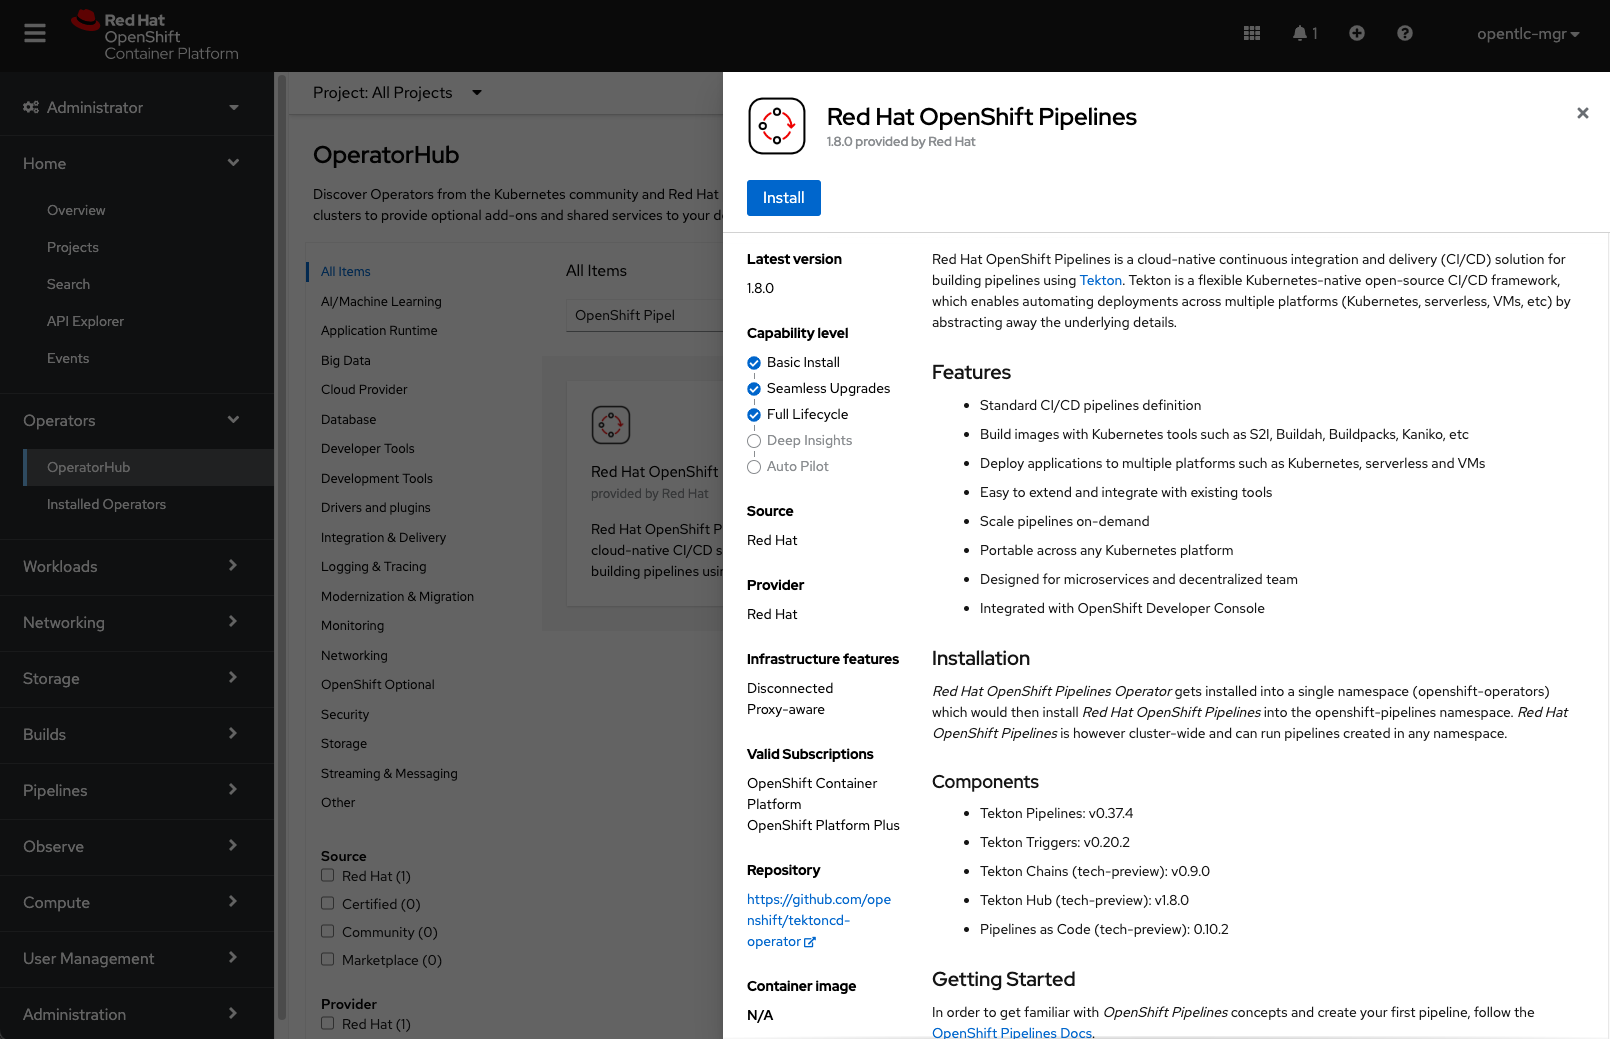 Red Hat
OpenShift
Container Platform
1
opentlc-mgr
Administrator
Home
Overview
Projects
Search
API Explorer
Events
Operators
OperatorHub
Installed Operators
Workloads
Networking
Storage
Builds
Pipelines
Observe
Compute
User Management
Administration
Project: All Projects
OperatorHub
Discover Operators from the Kubernetes community and Red Hat
clusters to provide optional add-ons and shared services to your
All Items
AI/Machine Learning
Application Runtime
Big Data
Cloud Provider
Database
Developer Tools
Development Tools
Drivers and plugins
Integration & Delivery
Logging & Tracing
Modernization & Migration
Monitoring
Networking
OpenShift Optional
Security
Storage
Streaming & Messaging
Other
Source
Red Hat (1)
Certified (0)
Community (0)
Marketplace (0)
Provider
Red Hat (1)
All Items
OpenShift Pipel
Red Hat OpenShift
provided by Red Hat
Red Hat OpenShift P
cloud-native CI/CD s
building pipelines usin
Red Hat OpenShift Pipelines
1.8.0 provided by Red Hat
Install
Latest version
1.8.0
Capability level
Basic Install
Seamless Upgrades
Full Lifecycle
Deep Insights
Auto Pilot
Source
Red Hat
Provider
Red Hat
Infrastructure features
Disconnected
Proxy-aware
Valid Subscriptions
OpenShift Container
Platform
OpenShift Platform Plus
Repository
https://github.com/ope
nshift/tektoncd-
operator
Container image
N/A
Red Hat OpenShift Pipelines is a cloud-native continuous integration and delivery (CI/CD) solution for
building pipelines using Tekton. Tekton is a flexible Kubernetes-native open-source CI/CD framework,
which enables automating deployments across multiple platforms (Kubernetes, serverless, VMs, etc) by
abstracting away the underlying details.
Features
• Standard CI/CD pipelines definition
• Build images with Kubernetes tools such as S2I, Buildah, Buildpacks, Kaniko, etc
• Deploy applications to multiple platforms such as Kubernetes, serverless and VMs
• Easy to extend and integrate with existing tools
• Scale pipelines on-demand
• Portable across any Kubernetes platform
• Designed for microservices and decentralized team
• Integrated with OpenShift Developer Console
Installation
Red Hat OpenShift Pipelines Operator gets installed into a single namespace (openshift-operators)
which would then install Red Hat OpenShift Pipelines into the openshift-pipelines namespace. Red Hat
OpenShift Pipelines is however cluster-wide and can run pipelines created in any namespace.
Components
• Tekton Pipelines: v0.37.4
• Tekton Triggers: v0.20.2
• Tekton Chains (tech-preview): v0.9.0
• Tekton Hub (tech-preview): v1.8.0
• Pipelines as Code (tech-preview): 0.10.2
Getting Started
In order to get familiar with OpenShift Pipelines concepts and create your first pipeline, follow the
OpenShift Pipelines Docs.